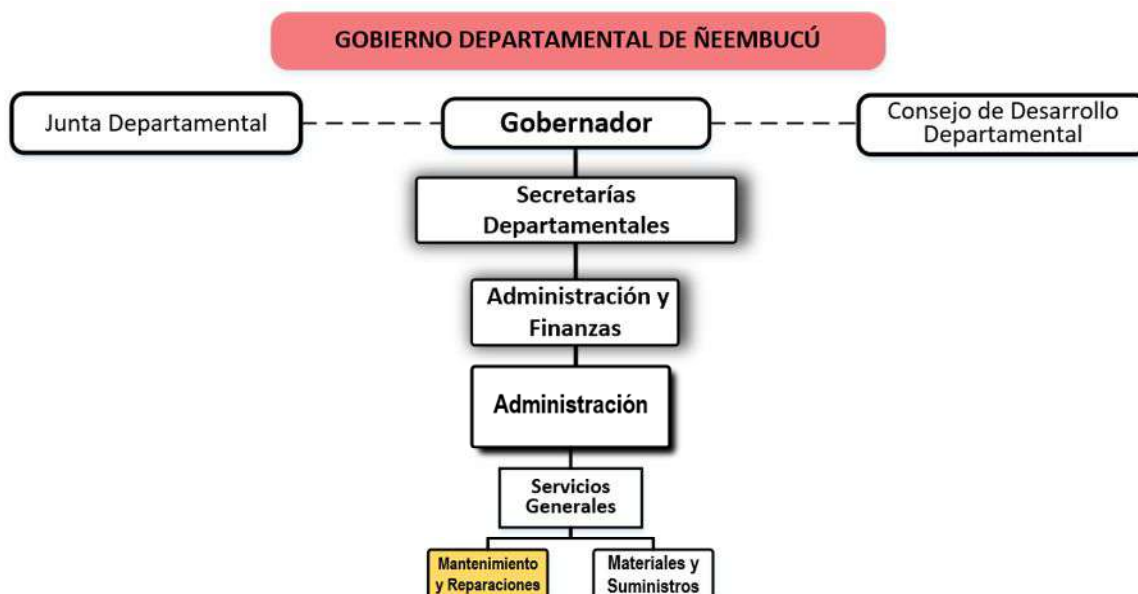 GOBIERNO DEPARTAMENTAL DE ÑEEMBUCÚ
Junta Departamental
Gobernador
Consejo de Desarrollo
Departamental
Secretarías
Departamentales
Administración y
Finanzas
Administración
Servicios
Generales
Mantenimiento
y Reparaciones
Materiales y
Suministros